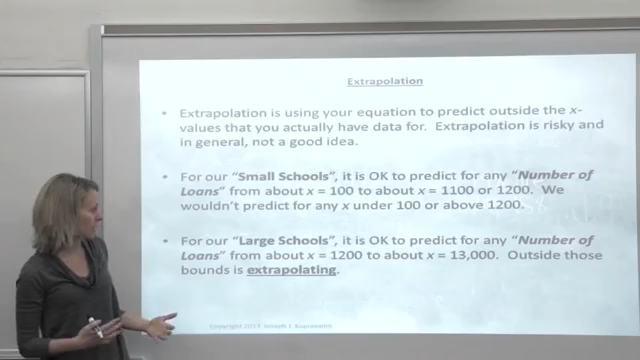 Extrapolation
• Extrapolation is using your equation to predict outside the x-
values that you actually have data for. Extrapolation is risky and
in general, not a good idea.
• For our "Small Schools", it is OK to predict for any "Number of
Loans" from about x = 100 to about x = 1100 or 1200. We
wouldn't predict for any x under 100 or above 1200.
• For our "Large Schools", it is OK to predict for any "Number of
Loans" from about x = 1200 to about x = 13,000. Outside those
bounds is extrapolating.
Copyright 2017 Joseph J.